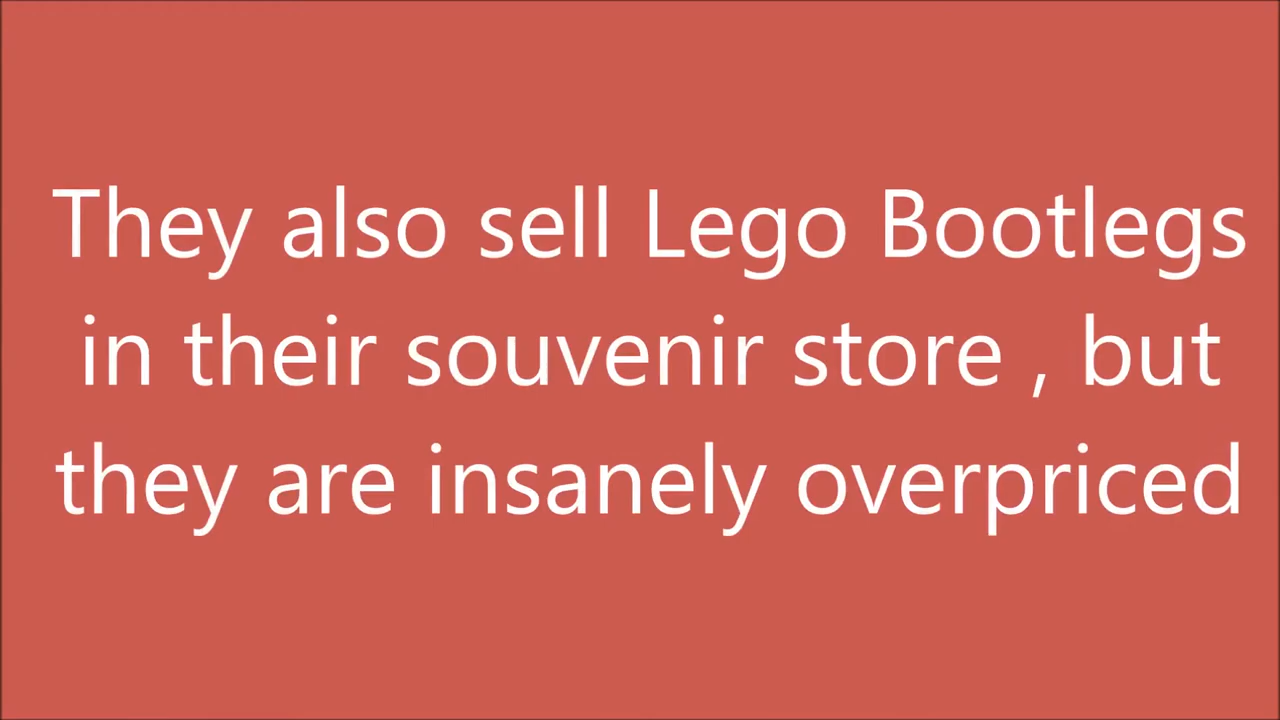 They also sell Lego Bootlegs
in their souvenir store , but
they are insanely overpriced